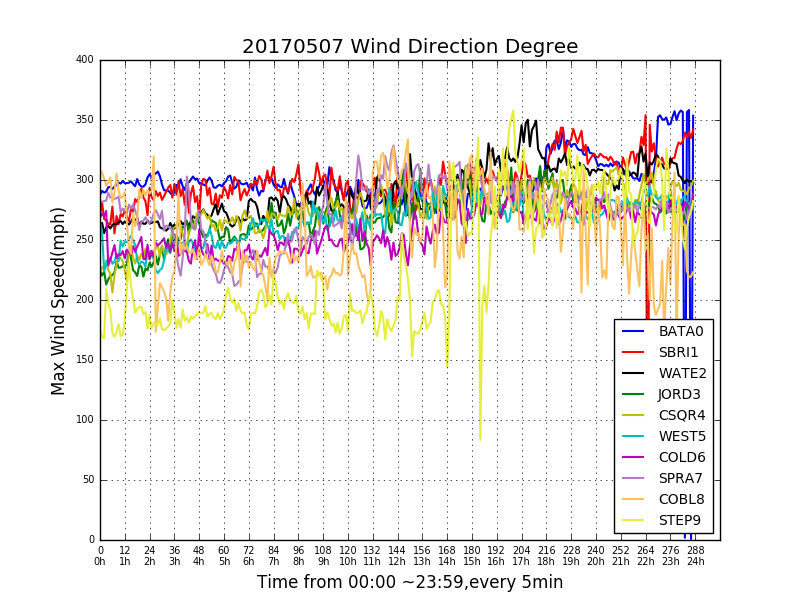 20170507 Wind Direction Degree
400
350
300
250
200
150
100
50
0
Max Wind Speed(mph)
BATA0
SBRI1
WATE2
JORD3
CSQR4
WEST5
COLD6
SPRA7
COBL8
STEP9
0 12 24 36 48 60 72 84 96 108 120 132 144 156 168 180 192 204 216 228 240 252 264 276 288
0h 1h 2h 3h 4h 5h 6h 7h 8h 9h 10h 11h 12h 13h 14h 15h 16h 17h 18h 19h 20h 21h 22h 23h 24h
Time from 00:00 ~23:59,every 5min